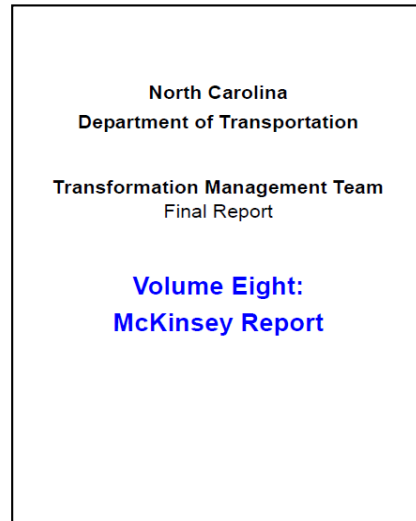 North Carolina
Department of Transportation
Transformation Management Team
Final Report
Volume Eight:
McKinsey Report